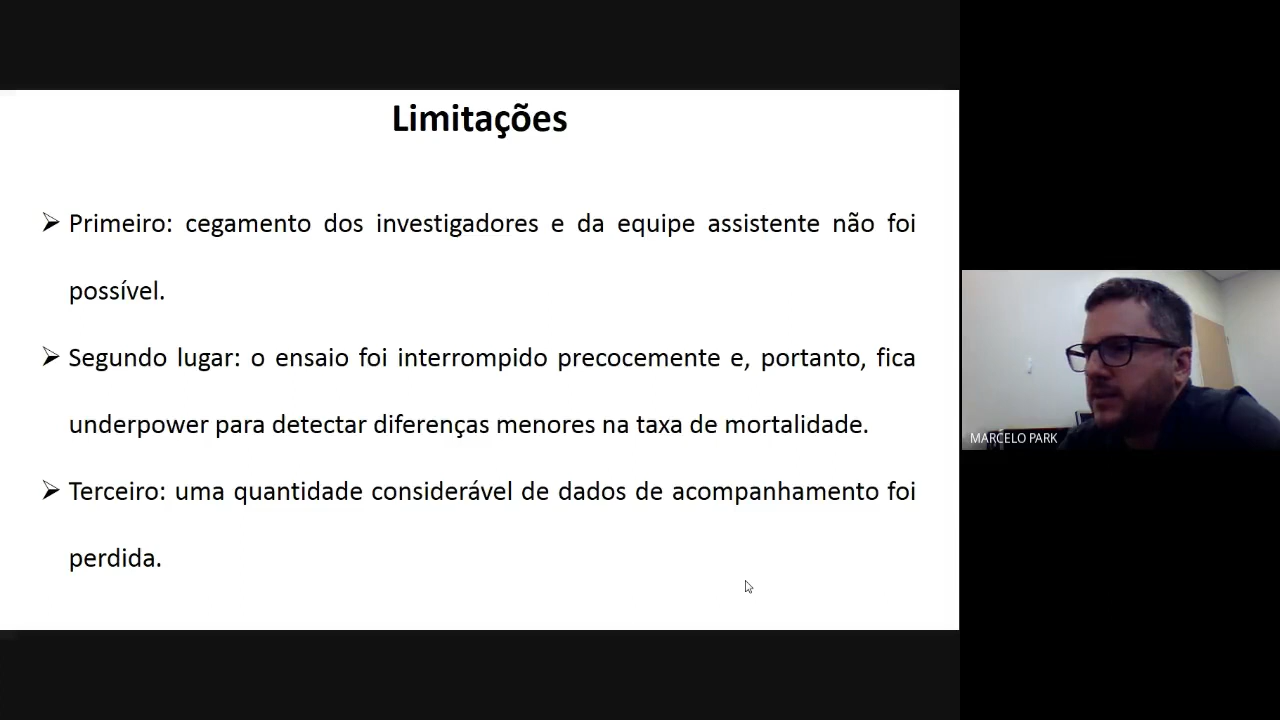 Limitações
Primeiro: cegamento dos investigadores e da equipe assistente não foi
possível.
Segundo lugar: o ensaio foi interrompido precocemente e, portanto, fica
underpower para detectar diferenças menores na taxa de mortalidade.
Terceiro: uma quantidade considerável de dados de acompanhamento foi
perdida.
MARCELO PARK